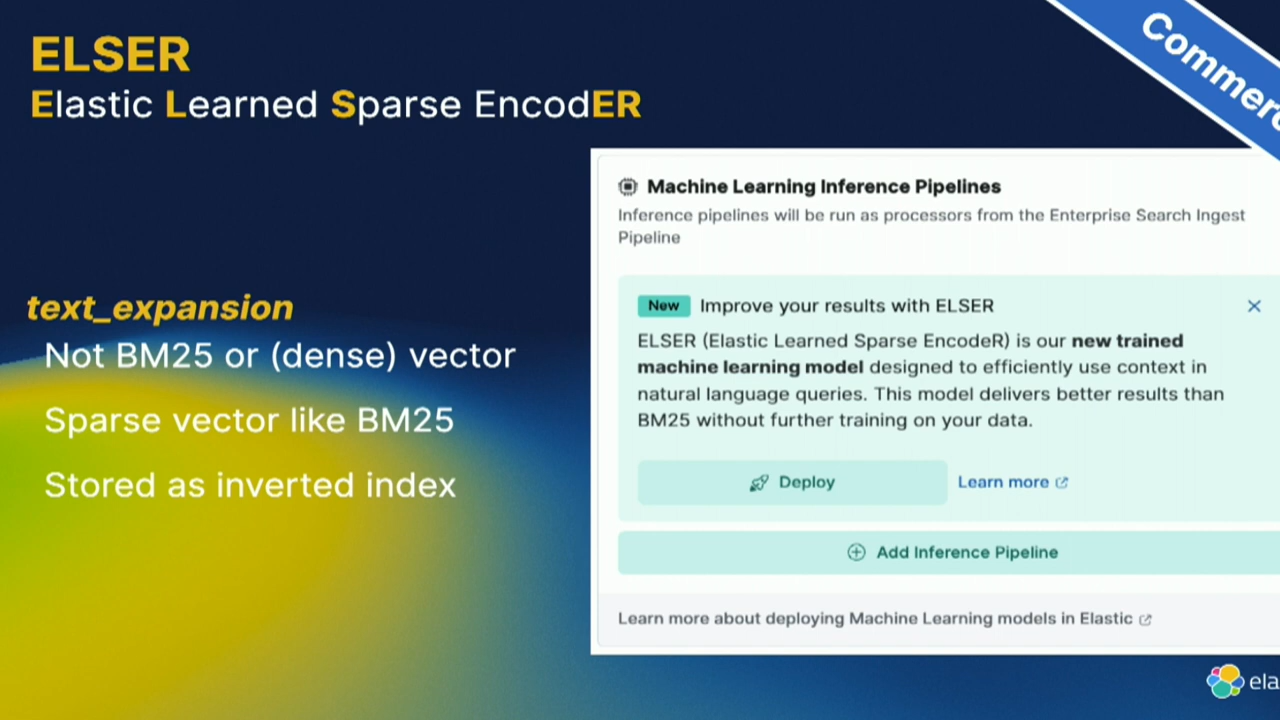 ELSER
Elastic Learned Sparse EncodER
text_expansion
Not BM25 or (dense) vector
Sparse vector like BM25
Stored as inverted index
Machine Learning Inference Pipelines
Inference pipelines will be run as processors from the Enterprise Search Ingest
Pipeline
New Improve your results with ELSER
ELSER (Elastic Learned Sparse EncodeR) is our new trained
machine learning model designed to efficiently use context in
natural language queries. This model delivers better results than
BM25 without further training on your data.
Deploy Learn more
Add Inference Pipeline
Learn more about deploying Machine Learning models in Elastic